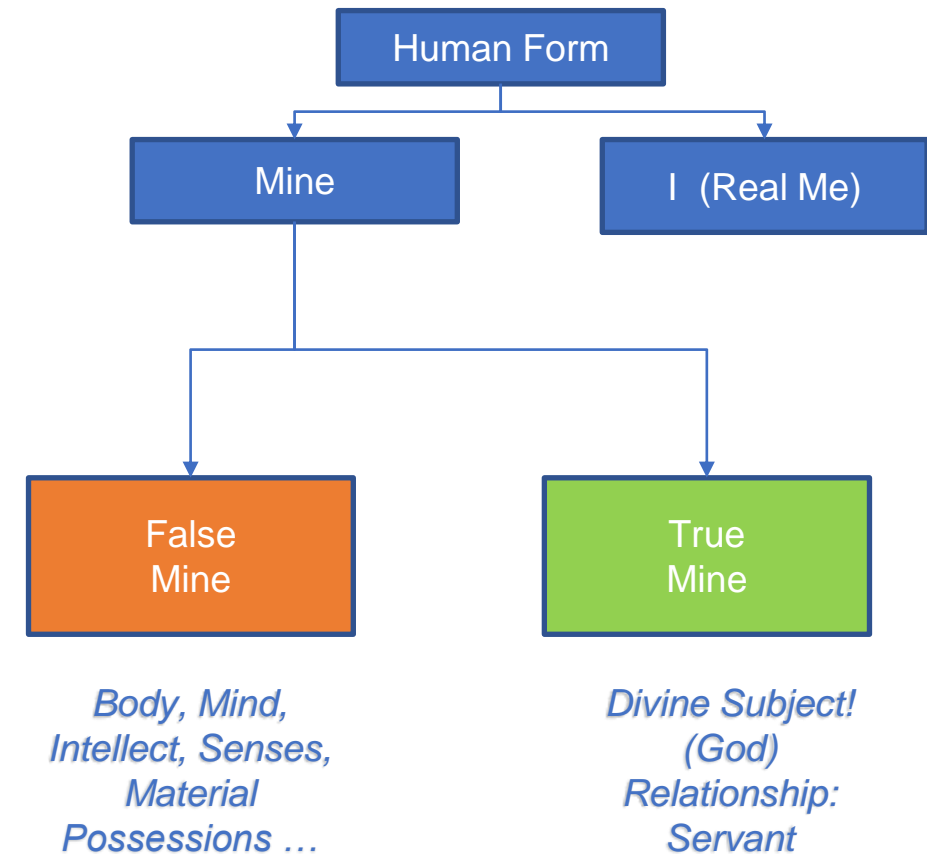 Human Form
Mine
I (Real Me)
False
Mine
True
Mine
Body, Mind,
Intellect, Senses,
Material
Possessions …
Divine Subject!
(God)
Relationship:
Servant